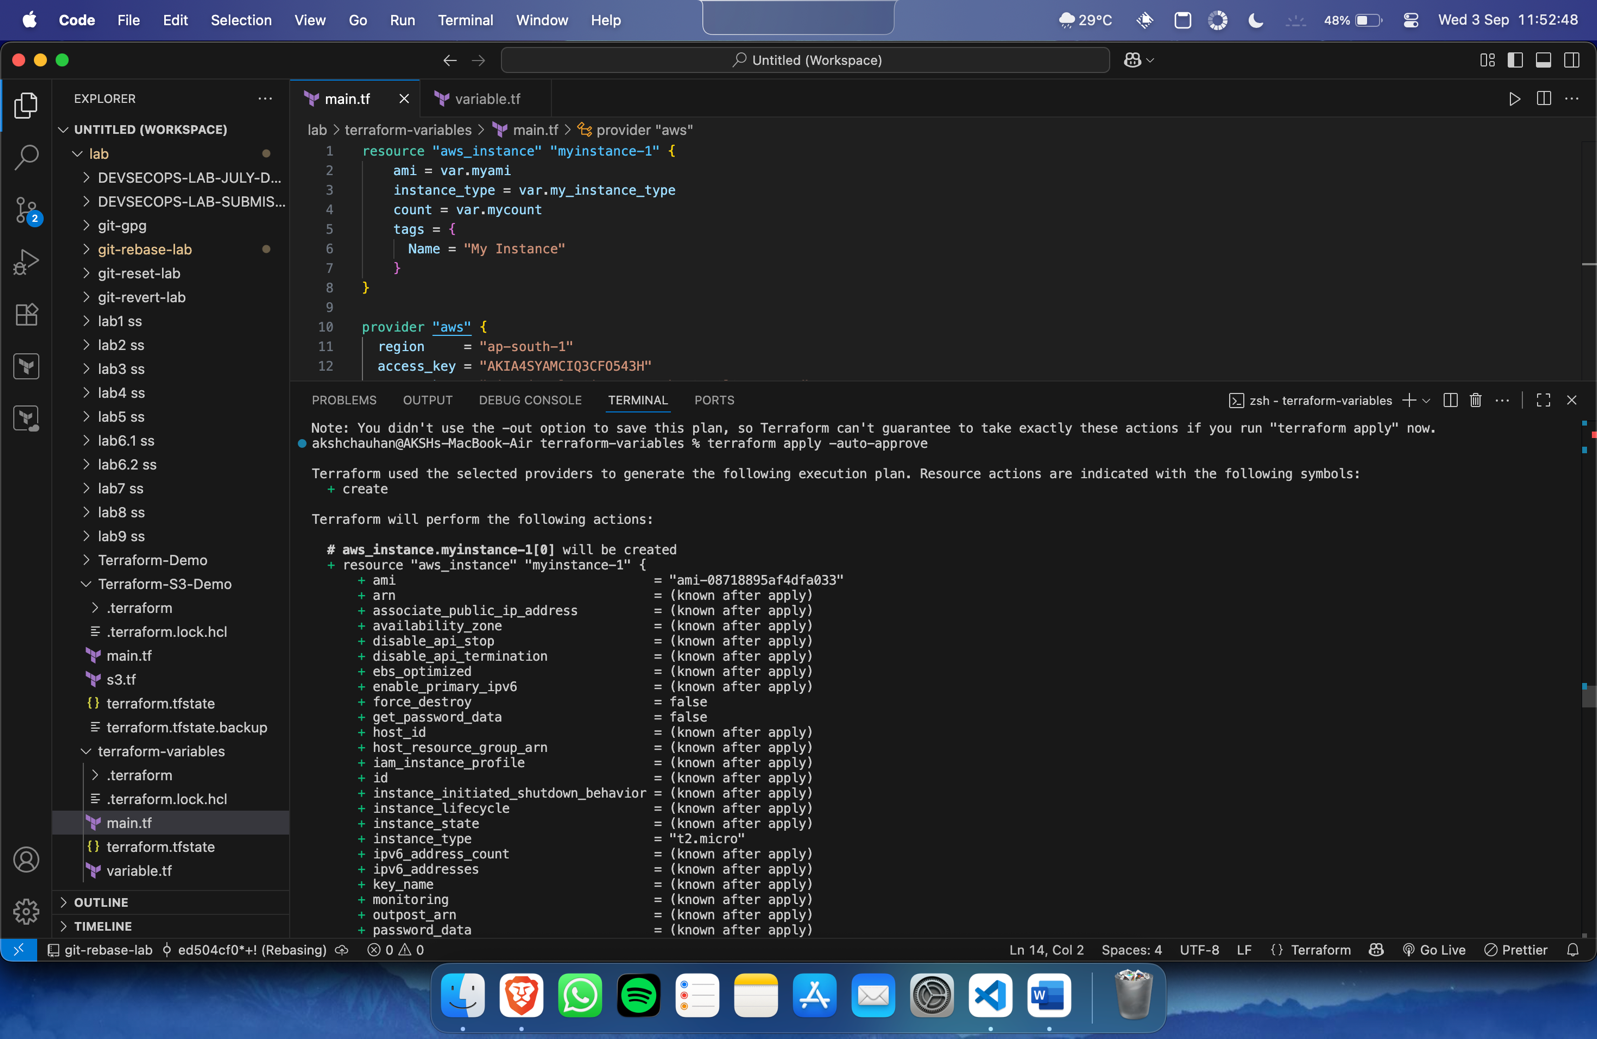 Code File Edit Selection View Go Run Terminal Window Help 29°C 48% Wed 3 Sep 11:52:48
Untitled (Workspace)
EXPLORER
UNTITLED (WORKSPACE)
lab
DEVSECOPS-LAB-JULY-D...
DEVSECOPS-LAB-SUBMIS...
git-gpg
git-rebase-lab
git-reset-lab
git-revert-lab
lab1 ss
lab2 ss
lab3 ss
lab4 ss
lab5 ss
lab6.1 ss
lab6.2 ss
lab7 ss
lab8 ss
lab9 ss
Terraform-Demo
Terraform-S3-Demo
.terraform
.terraform.lock.hcl
main.tf
s3.tf
{} terraform.tfstate
terraform.tfstate.backup
terraform-variables
.terraform
.terraform.lock.hcl
main.tf
{} terraform.tfstate
variable.tf
OUTLINE
TIMELINE
2
main.tf variable.tf
lab > terraform-variables > main.tf > provider "aws"
1 resource "aws_instance" "myinstance-1" {
2 ami = var.myami
3 instance_type = var.my_instance_type
4 count = var.mycount
5 tags = {
6 Name = "My Instance"
7 }
8 }
9
10 provider "aws" {
11 region = "ap-south-1"
12 access_key = "AKIA4SYAMCIQ3CFO543H"
PROBLEMS OUTPUT DEBUG CONSOLE TERMINAL PORTS zsh - terraform-variables
Note: You didn't use the -out option to save this plan, so Terraform can't guarantee to take exactly these actions if you run "terraform apply" now.
akshchauhan@AKSHs-MacBook-Air terraform-variables % terraform apply -auto-approve
Terraform used the selected providers to generate the following execution plan. Resource actions are indicated with the following symbols:
+ create
Terraform will perform the following actions:
# aws_instance.myinstance-1[0] will be created
+ resource "aws_instance" "myinstance-1" {
+ ami = "ami-08718895af4dfa033"
+ arn = (known after apply)
+ associate_public_ip_address = (known after apply)
+ availability_zone = (known after apply)
+ disable_api_stop = (known after apply)
+ disable_api_termination = (known after apply)
+ ebs_optimized = (known after apply)
+ enable_primary_ipv6 = (known after apply)
+ force_destroy = false
+ get_password_data = false
+ host_id = (known after apply)
+ host_resource_group_arn = (known after apply)
+ iam_instance_profile = (known after apply)
+ id = (known after apply)
+ instance_initiated_shutdown_behavior = (known after apply)
+ instance_lifecycle = (known after apply)
+ instance_state = (known after apply)
+ instance_type = "t2.micro"
+ ipv6_address_count = (known after apply)
+ ipv6_addresses = (known after apply)
+ key_name = (known after apply)
+ monitoring = (known after apply)
+ outpost_arn = (known after apply)
+ password_data = (known after apply)
git-rebase-lab ed504cf0*+! (Rebasing) 0 0 Ln 14, Col 2 Spaces: 4 UTF-8 LF {} Terraform Go Live Prettier